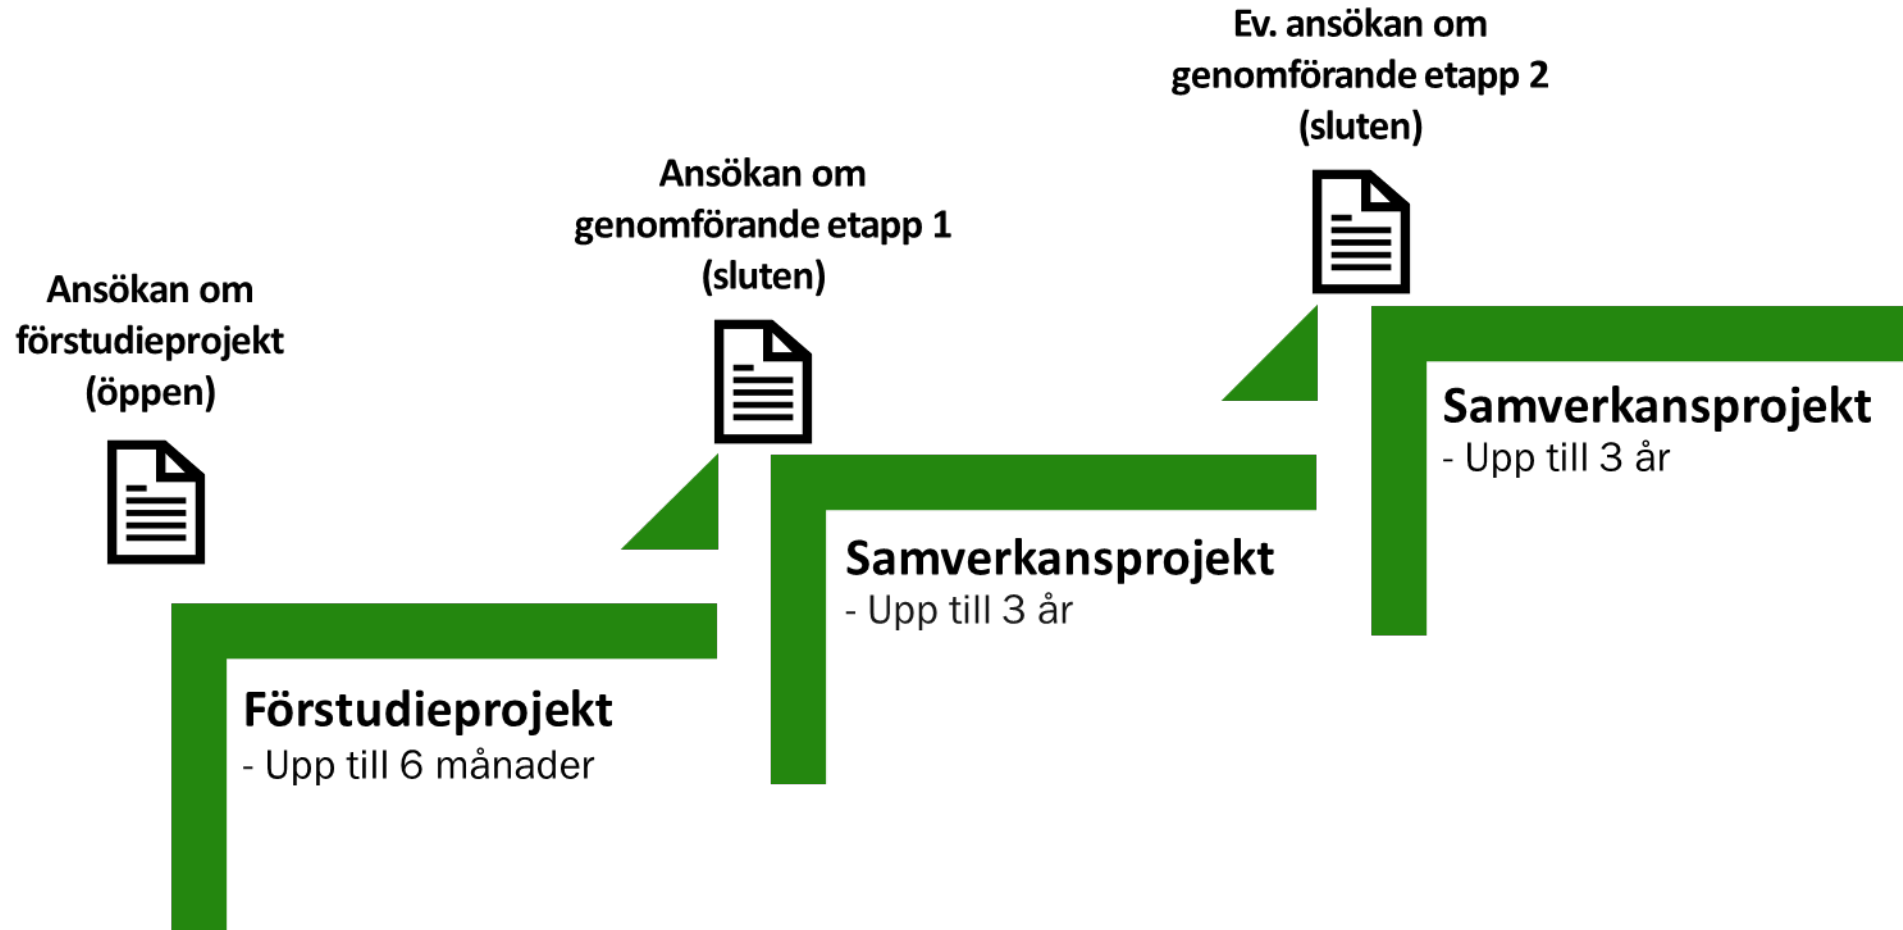 Ansökan om
förstudieprojekt
(öppen)
Förstudieprojekt
- Upp till 6 månader
Ansökan om
genomförande etapp 1
(sluten)
Samverkansprojekt
- Upp till 3 år
Ev. ansökan om
genomförande etapp 2
(sluten)
Samverkansprojekt
- Upp till 3 år